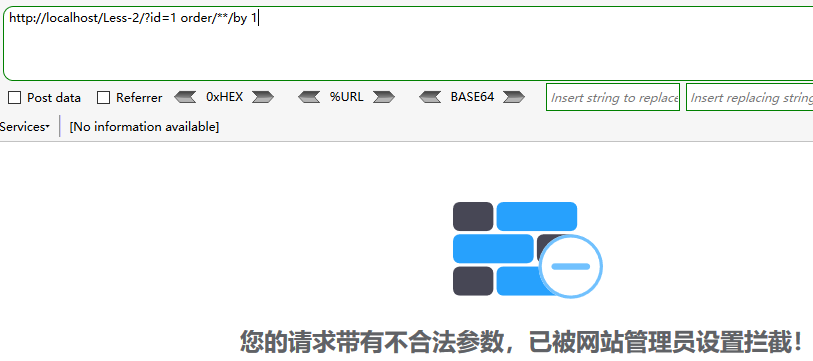 http://localhost/Less-2/?id=1 order/**/by 1
Post data Referrer 0xHEX %URL BASE64 Insert string to replace Insert replacing string
Services [No information available]
您的请求带有不合法参数，已被网站管理员设置拦截！